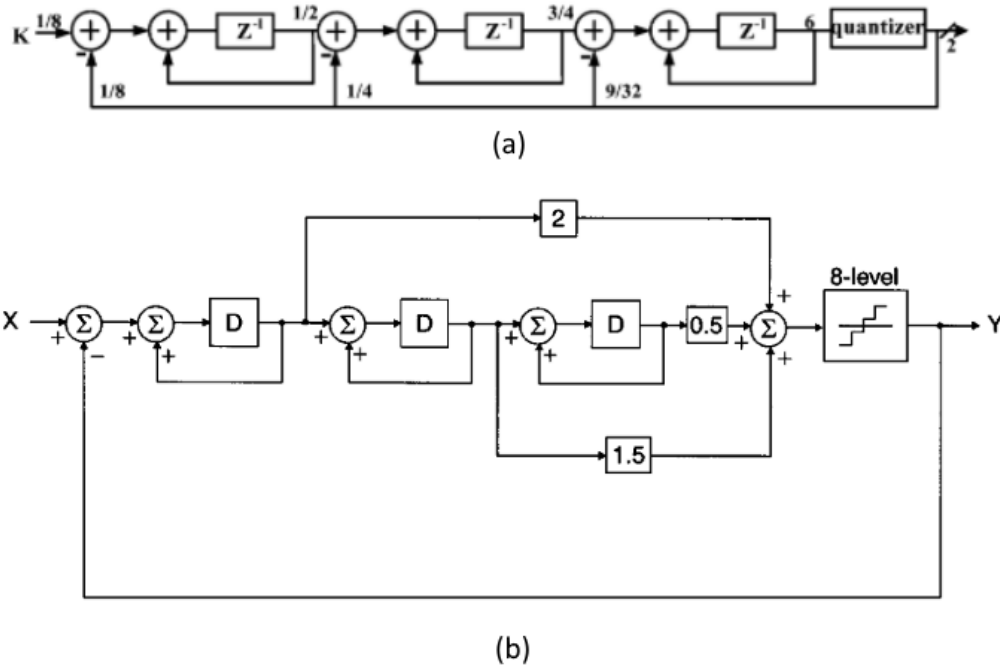 K 1/8 + + Z⁻¹ 1/2 + + Z⁻¹ 3/4 + + Z⁻¹ 6 quantizer 2
- 1/8 - 1/4 - 9/32
(a)
2
8-level
X + Σ + Σ D + Σ D + Σ D 0.5 + Σ + Y
- + + + +
1.5
(b)